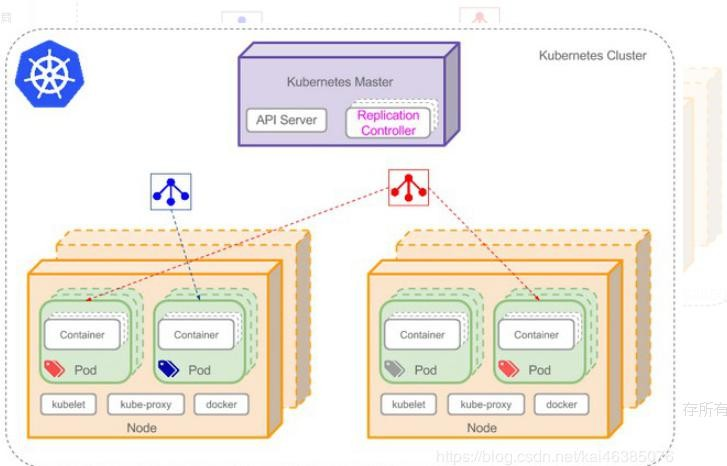 Kubernetes Cluster
Kubernetes Master
API Server
Replication
Controller
Container
Container
Container
Container
Pod
Pod
Pod
Pod
kubelet
kube-proxy
docker
kubelet
kube-proxy
docker
Node
Node
存所有